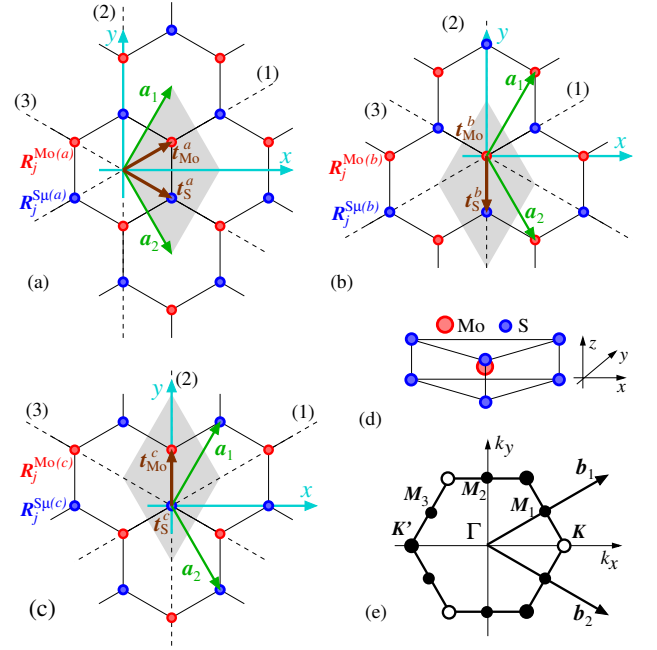 (2)
y
(1)
a₁
(3)
t_Mo^a
R_j^Mo(a)
x
t_S^a
R_j^Sμ(a)
a₂
(a)
(2)
y
(1)
a₁
(3)
t_Mo^b
x
R_j^Mo(b)
t_S^b
R_j^Sμ(b)
a₂
(b)
Mo S
z
y
x
(d)
(2)
y
(3)
(1)
a₁
t_Mo^c
R_j^Mo(c)
x
R_j^Sμ(c)
t_S^c
a₂
(c)
k_y
b₁
M₂
M₃
M₁
K'
Γ
K
k_x
b₂
(e)